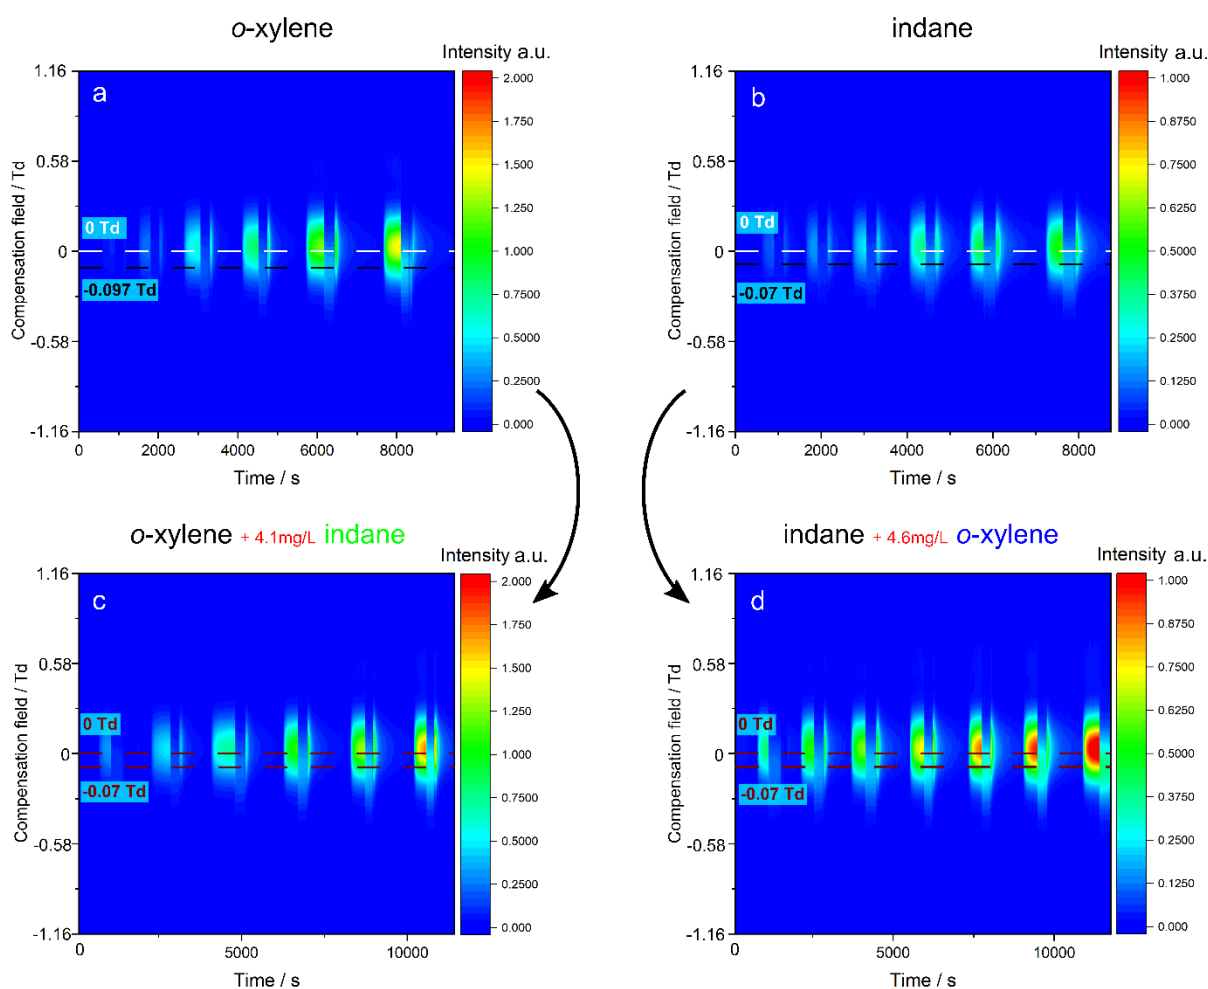 o-xylene
Intensity a.u.
a
1.16
0.58
0
-0.58
-1.16
Compensation field / Td
0 Td
-0.097 Td
0
2000
4000
6000
8000
Time / s
2.000
1.750
1.500
1.250
1.000
0.7500
0.5000
0.2500
0.000
indane
Intensity a.u.
b
1.16
0.58
0
-0.58
-1.16
Compensation field / Td
0 Td
-0.07 Td
0
2000
4000
6000
8000
Time / s
1.000
0.8750
0.7500
0.6250
0.5000
0.3750
0.2500
0.1250
0.000
o-xylene + 4.1mg/L indane
Intensity a.u.
c
1.16
0.58
0
-0.58
-1.16
Compensation field / Td
0 Td
-0.07 Td
0
5000
10000
Time / s
2.000
1.750
1.500
1.250
1.000
0.7500
0.5000
0.2500
0.000
indane + 4.6mg/L o-xylene
Intensity a.u.
d
1.16
0.58
0
-0.58
-1.16
Compensation field / Td
0 Td
-0.07 Td
0
5000
10000
Time / s
1.000
0.8750
0.7500
0.6250
0.5000
0.3750
0.2500
0.1250
0.000